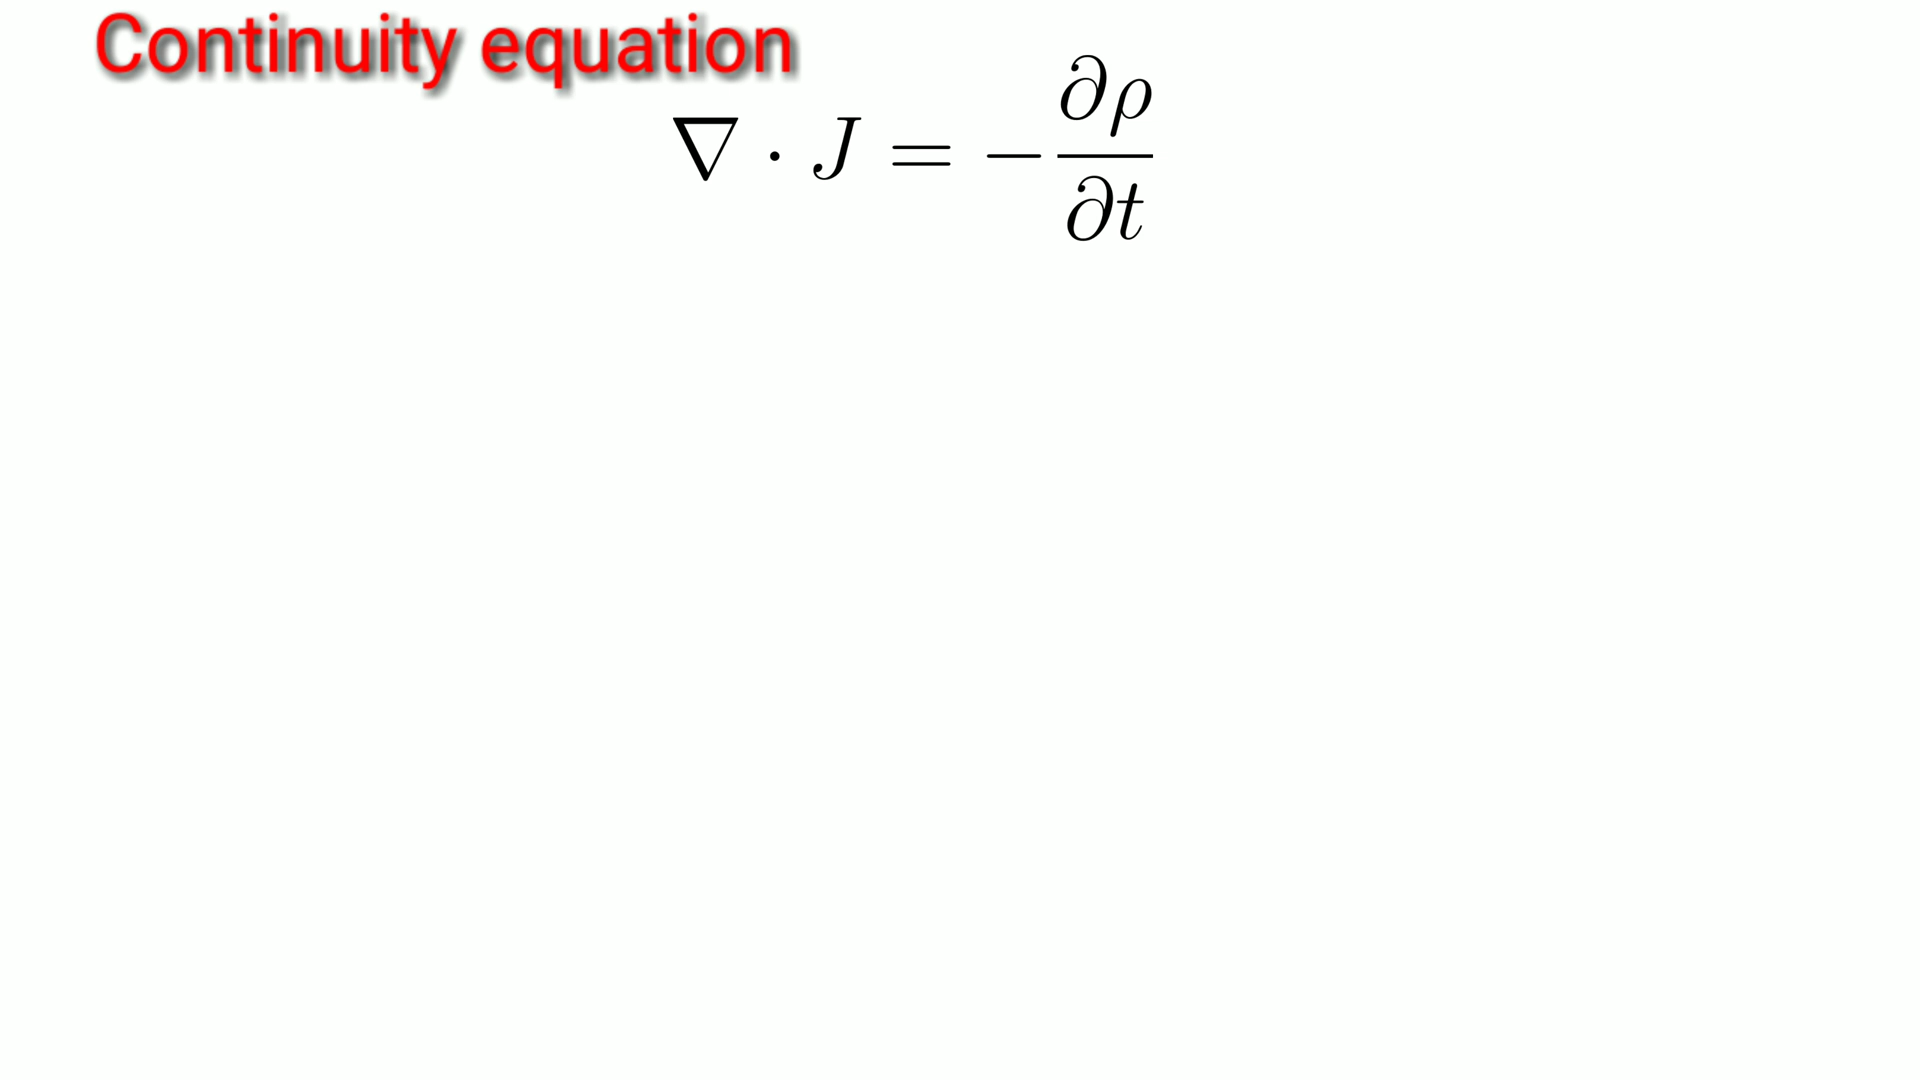 Continuity equation
∇ · J = −∂ρ/∂t